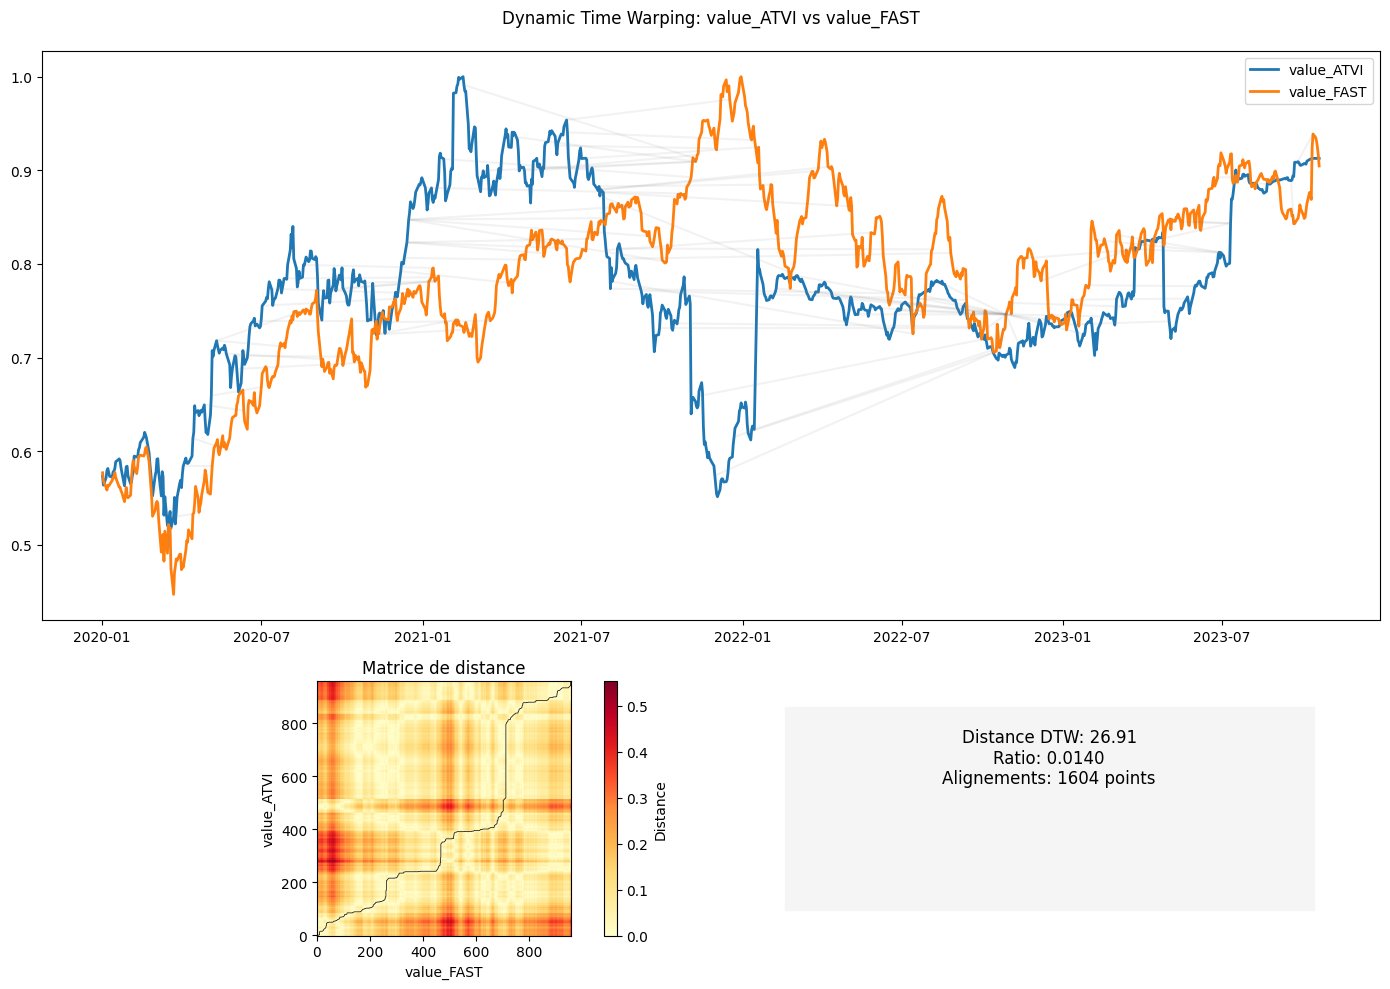 Dynamic Time Warping: value_ATVI vs value_FAST
value_ATVI
value_FAST
1.0
0.9
0.8
0.7
0.6
0.5
2020-01 2020-07 2021-01 2021-07 2022-01 2022-07 2023-01 2023-07
Matrice de distance
value_ATVI
800
600
400
200
0
0 200 400 600 800
value_FAST
0.5
0.4
0.3
0.2
0.1
0.0
Distance
Distance DTW: 26.91
Ratio: 0.0140
Alignements: 1604 points